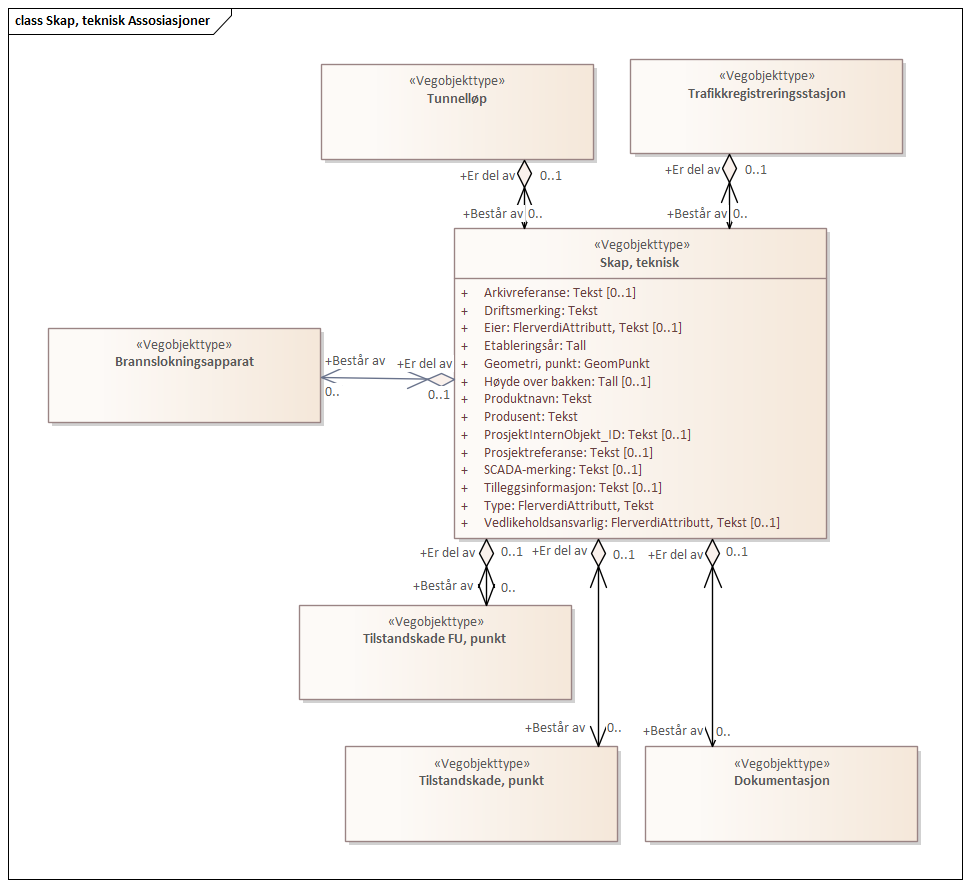 class Skap, teknisk Assosiasjoner
«Vegobjekttype»
Tunnelløp
«Vegobjekttype»
Trafikkregistreringsstasjon
+Er del av
0..1
+Er del av
0..1
+Består av
0..
+Består av
0..
«Vegobjekttype»
Skap, teknisk
+ Arkivreferanse: Tekst [0..1]
+ Driftsmerking: Tekst
+ Eier: FlerverdiAttributt, Tekst [0..1]
+ Etableringsår: Tall
+ Geometri, punkt: GeomPunkt
+ Høyde over bakken: Tall [0..1]
+ Produktnavn: Tekst
+ Produsent: Tekst
+ ProsjektInternObjekt_ID: Tekst [0..1]
+ Prosjektreferanse: Tekst [0..1]
+ SCADA-merking: Tekst [0..1]
+ Tilleggsinformasjon: Tekst [0..1]
+ Type: FlerverdiAttributt, Tekst
+ Vedlikeholdsansvarlig: FlerverdiAttributt, Tekst [0..1]
«Vegobjekttype»
Brannslokningsapparat
+Består av
0..
+Er del av
0..1
+Er del av
0..1
+Er del av
0..1
+Er del av
0..1
+Består av
0..
«Vegobjekttype»
Tilstandskade FU, punkt
+Består av
0..
+Består av
0..
«Vegobjekttype»
Tilstandskade, punkt
«Vegobjekttype»
Dokumentasjon